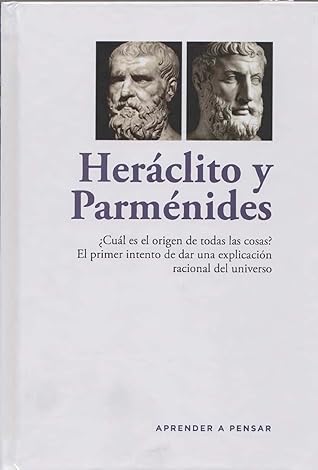 Heráclito y
Parménides
¿Cuál es el origen de todas las cosas?
El primer intento de dar una explicación
racional del universo
APRENDER A PENSAR